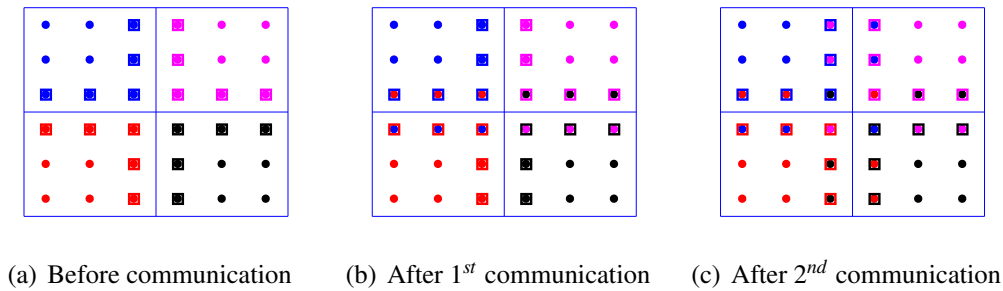 (a) Before communication
(b) After 1st communication
(c) After 2nd communication